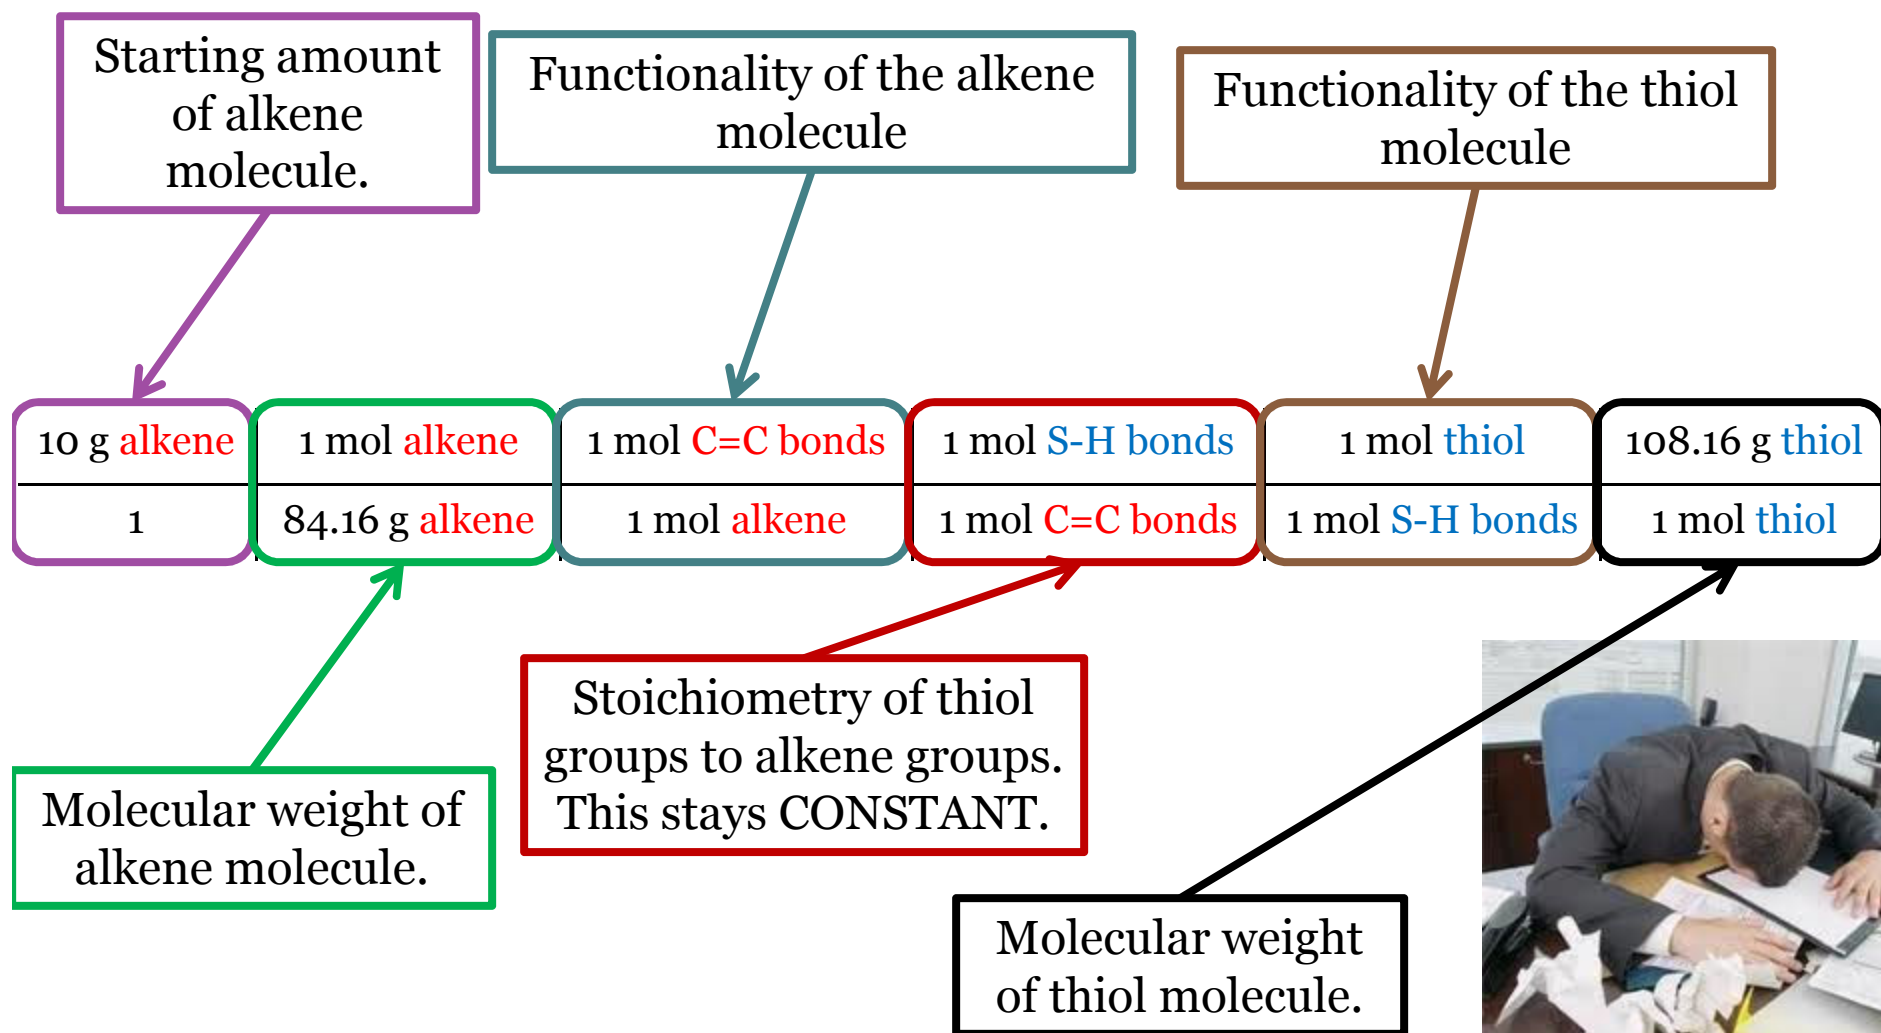 Starting amount
of alkene
molecule.
Functionality of the alkene
molecule
Functionality of the thiol
molecule
10 g alkene
1
1 mol alkene
84.16 g alkene
1 mol C=C bonds
1 mol alkene
1 mol S-H bonds
1 mol C=C bonds
1 mol thiol
1 mol S-H bonds
108.16 g thiol
1 mol thiol
Molecular weight of
alkene molecule.
Stoichiometry of thiol
groups to alkene groups.
This stays CONSTANT.
Molecular weight
of thiol molecule.